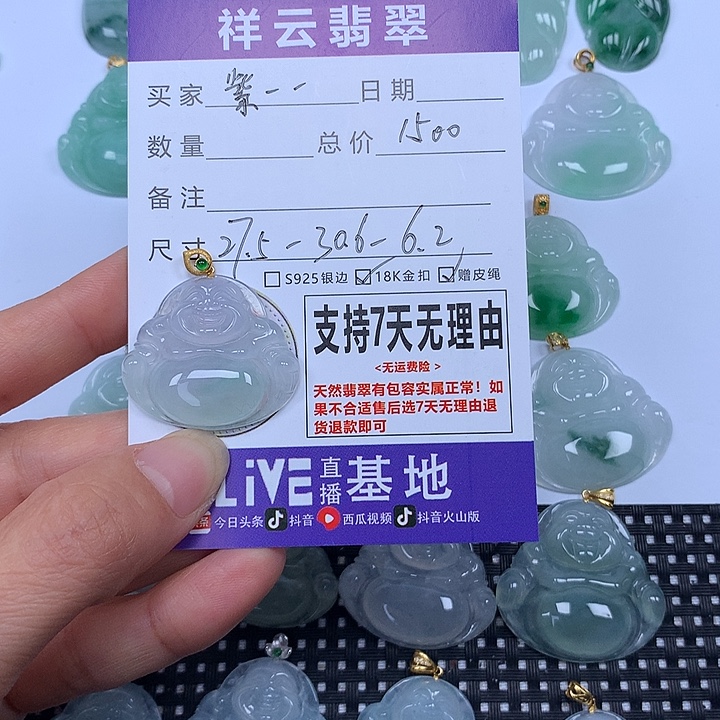 祥云翡翠
买家 紫一一 日期
数量 总价 1500
备注
尺寸 27.5-30.6-6.2
S925银边 18K金扣 赠皮绳
支持7天无理由
<无运费险>
天然翡翠有包容实属正常！如
果不合适售后选7天无理由退
货退款即可
LiVE 直播 基地
今日头条 抖音 西瓜视频 抖音火山版